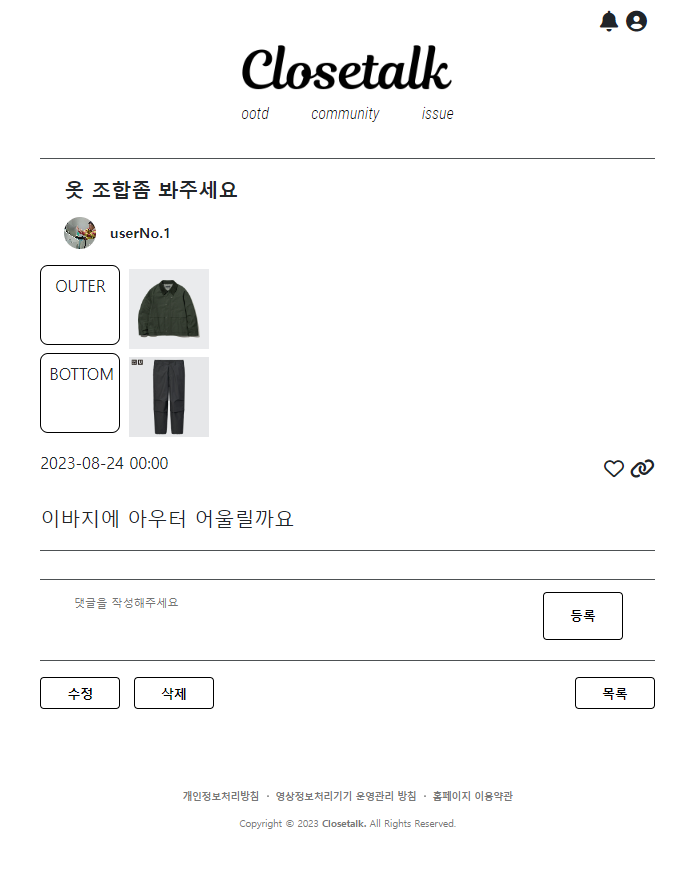 Closetalk
ootd community issue
옷 조합좀 봐주세요
userNo.1
OUTER
BOTTOM
2023-08-24 00:00
이바지에 아우터 어울릴까요
댓글을 작성해주세요
등록
수정 삭제 목록
개인정보처리방침 · 영상정보처리기기 운영관리 방침 · 홈페이지 이용약관
Copyright © 2023 Closetalk. All Rights Reserved.